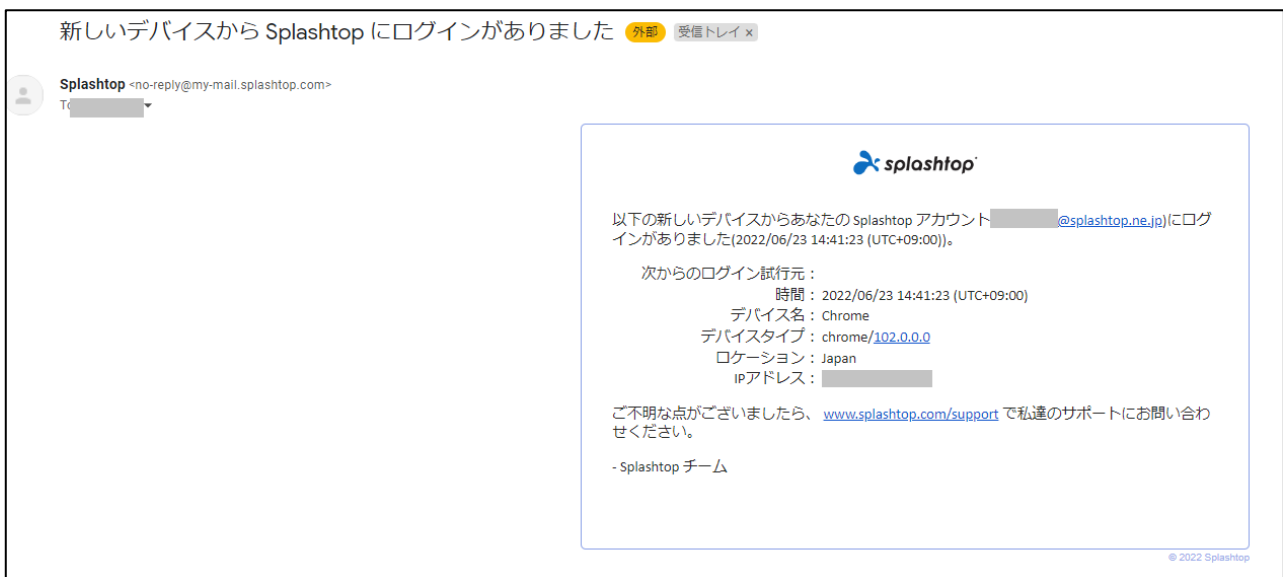 新しいデバイスから Splashtop にログインがありました 外部 受信トレイ ×
Splashtop <no-reply@my-mail.splashtop.com>
To
splashtop
以下の新しいデバイスからあなたの Splashtop アカウント @splashtop.ne.jp)にログ
インがありました(2022/06/23 14:41:23 (UTC+09:00))。
次からのログイン試行元：
時間： 2022/06/23 14:41:23 (UTC+09:00)
デバイス名： Chrome
デバイスタイプ： chrome/102.0.0.0
ロケーション： Japan
IPアドレス：
ご不明な点がございましたら、 www.splashtop.com/support で私達のサポートにお問い合わ
せください。
- Splashtop チーム
© 2022 Splashtop